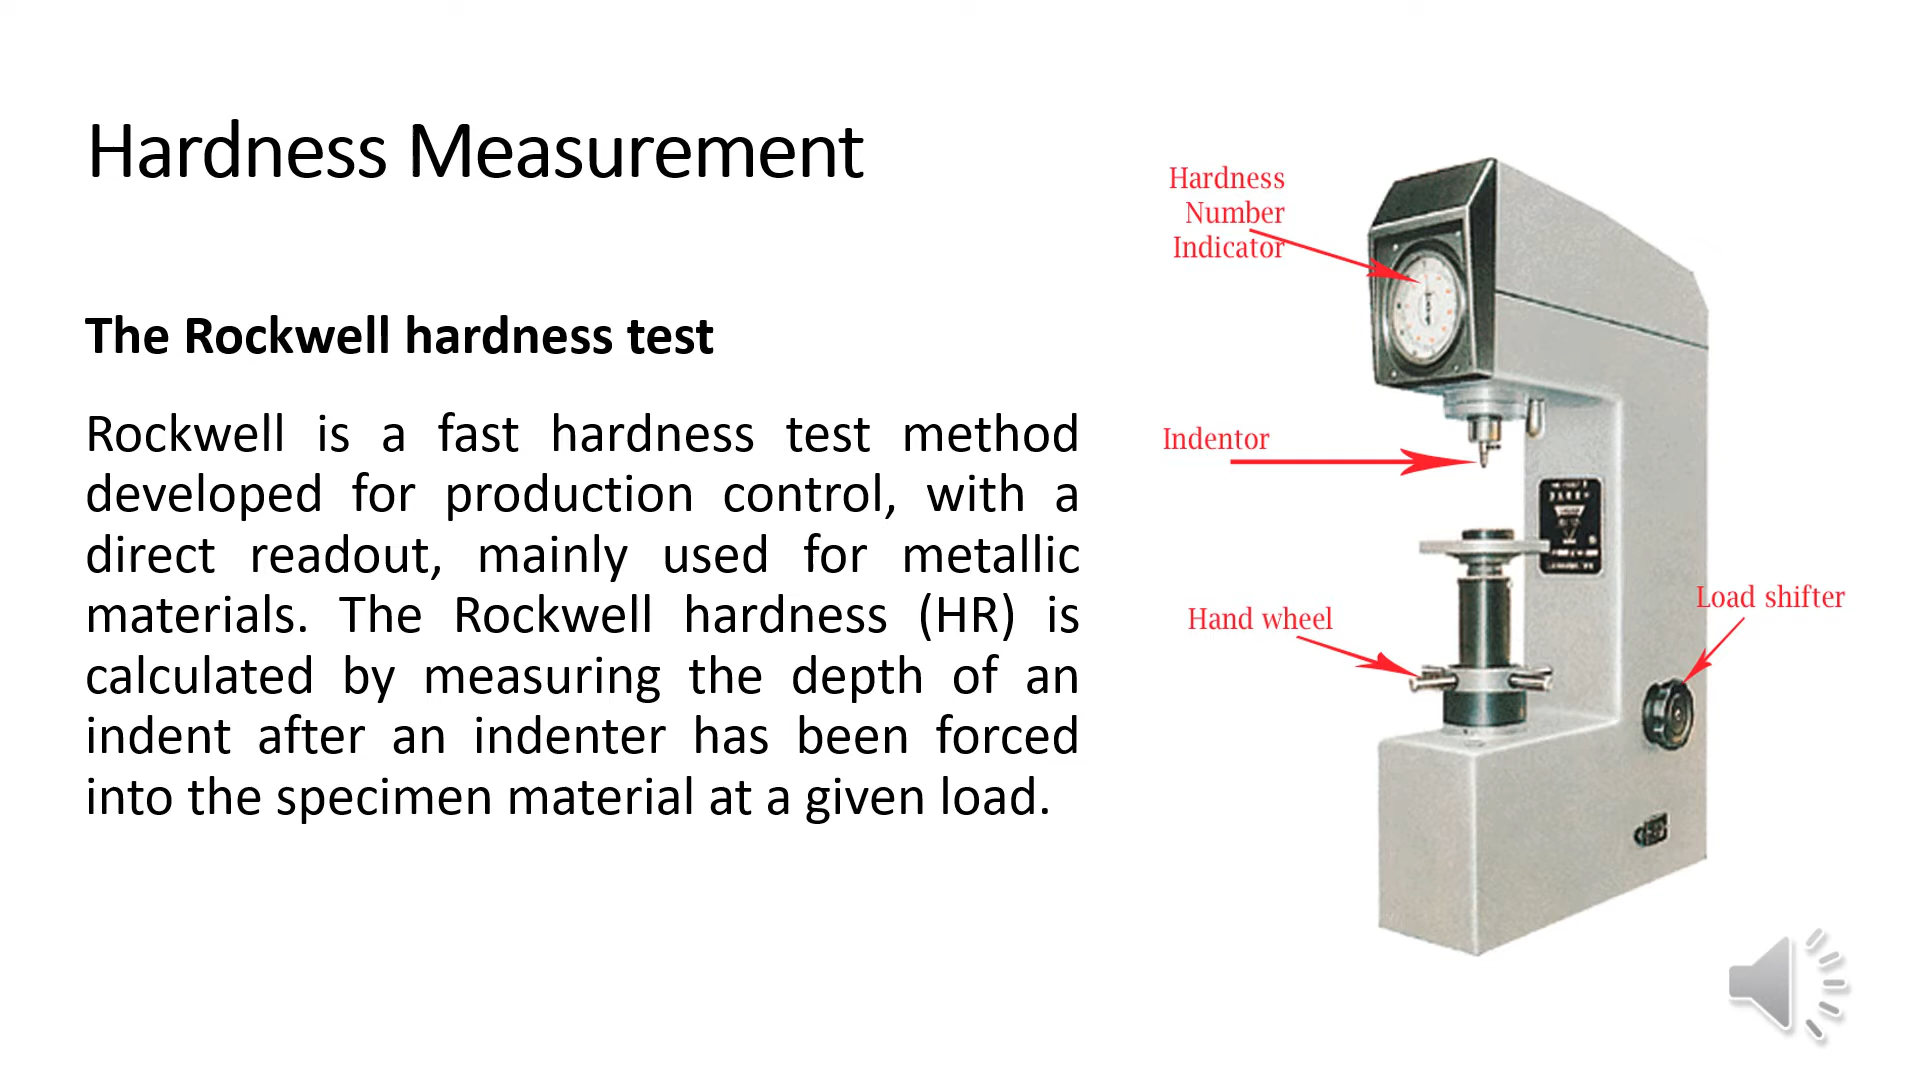 Hardness Measurement
The Rockwell hardness test
Rockwell is a fast hardness test method
developed for production control, with a
direct readout, mainly used for metallic
materials. The Rockwell hardness (HR) is
calculated by measuring the depth of an
indent after an indenter has been forced
into the specimen material at a given load.
Hardness
Number
Indicator
Indentor
Hand wheel
Load shifter